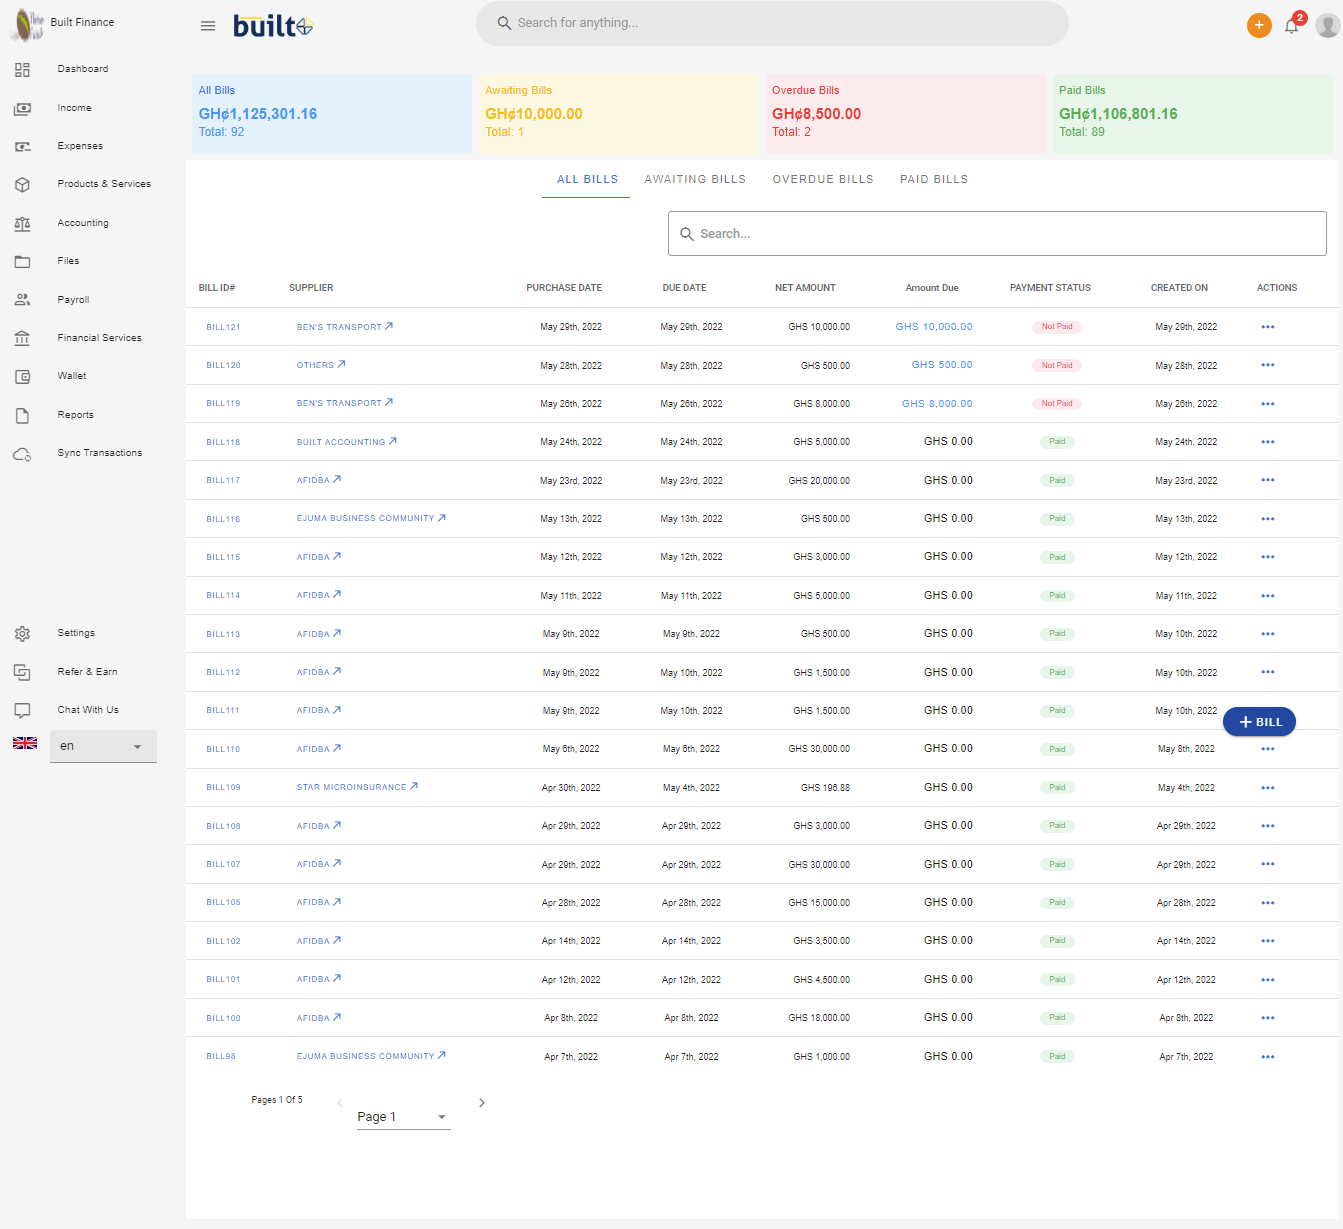 Built Finance
built
Search for anything...
+
2
Dashboard
Income
Expenses
Products & Services
Accounting
Files
Payroll
Financial Services
Wallet
Reports
Sync Transactions
Settings
Refer & Earn
Chat With Us
en
All Bills
GH¢1,125,301.16
Total: 92
Awaiting Bills
GH¢10,000.00
Total: 1
Overdue Bills
GH¢8,500.00
Total: 2
Paid Bills
GH¢1,106,801.16
Total: 89
ALL BILLS AWAITING BILLS OVERDUE BILLS PAID BILLS
Search...
BILL ID# SUPPLIER PURCHASE DATE DUE DATE NET AMOUNT Amount Due PAYMENT STATUS CREATED ON ACTIONS
BILL121 BEN'S TRANSPORT May 29th, 2022 May 29th, 2022 GHS 10,000.00 GHS 10,000.00 Not Paid May 29th, 2022
BILL120 OTHERS May 28th, 2022 May 28th, 2022 GHS 500.00 GHS 500.00 Not Paid May 28th, 2022
BILL119 BEN'S TRANSPORT May 26th, 2022 May 26th, 2022 GHS 8,000.00 GHS 8,000.00 Not Paid May 26th, 2022
BILL118 BUILT ACCOUNTING May 24th, 2022 May 24th, 2022 GHS 5,000.00 GHS 0.00 Paid May 24th, 2022
BILL117 AFIDBA May 23rd, 2022 May 23rd, 2022 GHS 20,000.00 GHS 0.00 Paid May 23rd, 2022
BILL116 EJUMA BUSINESS COMMUNITY May 13th, 2022 May 13th, 2022 GHS 500.00 GHS 0.00 Paid May 13th, 2022
BILL115 AFIDBA May 12th, 2022 May 12th, 2022 GHS 3,000.00 GHS 0.00 Paid May 12th, 2022
BILL114 AFIDBA May 11th, 2022 May 11th, 2022 GHS 5,000.00 GHS 0.00 Paid May 11th, 2022
BILL113 AFIDBA May 9th, 2022 May 9th, 2022 GHS 500.00 GHS 0.00 Paid May 10th, 2022
BILL112 AFIDBA May 9th, 2022 May 10th, 2022 GHS 1,500.00 GHS 0.00 Paid May 10th, 2022
BILL111 AFIDBA May 9th, 2022 May 10th, 2022 GHS 1,500.00 GHS 0.00 Paid May 10th, 2022
+ BILL
BILL110 AFIDBA May 6th, 2022 May 6th, 2022 GHS 30,000.00 GHS 0.00 Paid May 8th, 2022
BILL109 STAR MICROINSURANCE Apr 30th, 2022 May 4th, 2022 GHS 196.88 GHS 0.00 Paid May 4th, 2022
BILL108 AFIDBA Apr 29th, 2022 Apr 29th, 2022 GHS 3,000.00 GHS 0.00 Paid Apr 29th, 2022
BILL107 AFIDBA Apr 29th, 2022 Apr 29th, 2022 GHS 30,000.00 GHS 0.00 Paid Apr 29th, 2022
BILL105 AFIDBA Apr 28th, 2022 Apr 28th, 2022 GHS 15,000.00 GHS 0.00 Paid Apr 28th, 2022
BILL102 AFIDBA Apr 14th, 2022 Apr 14th, 2022 GHS 3,500.00 GHS 0.00 Paid Apr 14th, 2022
BILL101 AFIDBA Apr 12th, 2022 Apr 12th, 2022 GHS 4,500.00 GHS 0.00 Paid Apr 12th, 2022
BILL100 AFIDBA Apr 8th, 2022 Apr 8th, 2022 GHS 18,000.00 GHS 0.00 Paid Apr 8th, 2022
BILL98 EJUMA BUSINESS COMMUNITY Apr 7th, 2022 Apr 7th, 2022 GHS 1,000.00 GHS 0.00 Paid Apr 7th, 2022
Pages 1 Of 5
Page 1